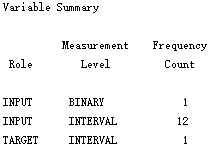 Variable Summary
Measurement Frequency
Role Level Count
INPUT BINARY 1
INPUT INTERVAL 12
TARGET INTERVAL 1